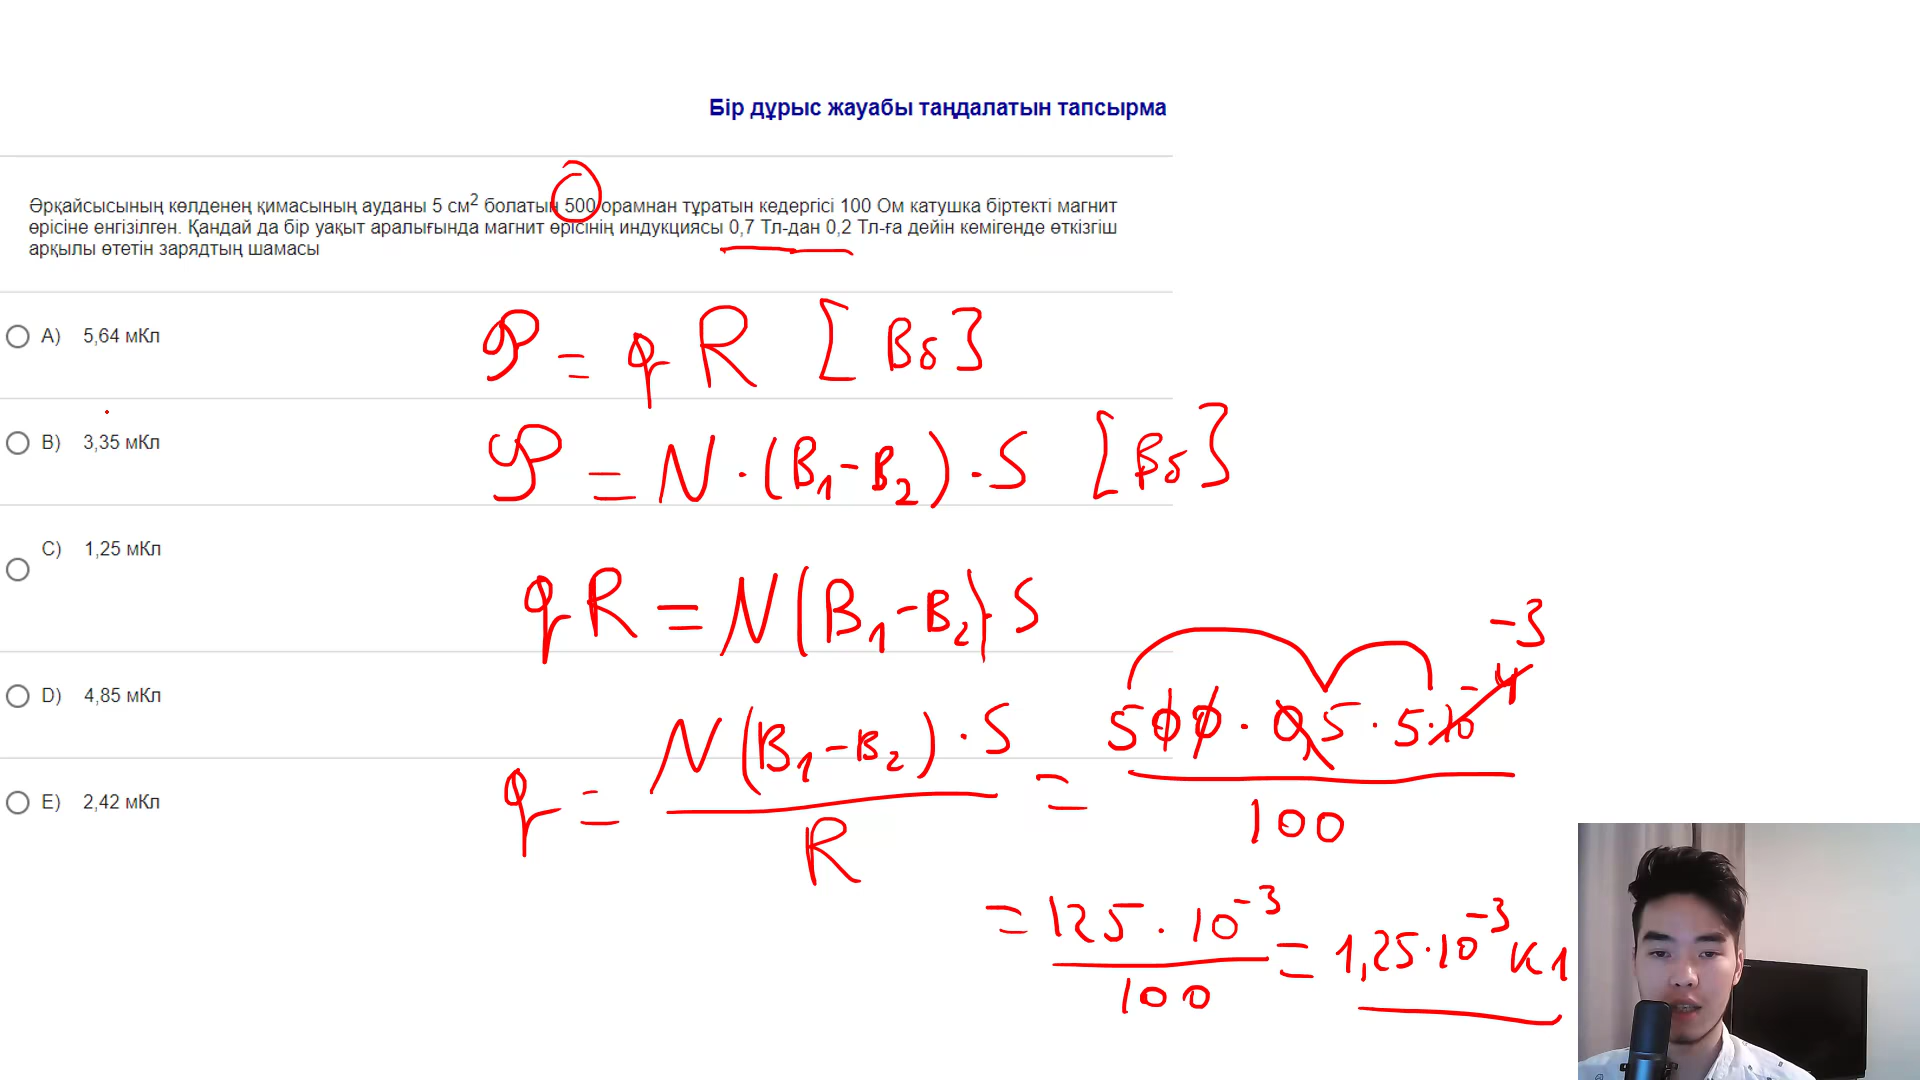 Бір дұрыс жауабы таңдалатын тапсырма
Әрқайсысының көлденең қимасының ауданы 5 см² болатын 500 орамнан тұратын кедергісі 100 Ом катушка біртекті магнит
өрісіне енгізілген. Қандай да бір уақыт аралығында магнит өрісінің индукциясы 0,7 Тл-дан 0,2 Тл-ға дейін кемігенде өткізгіш
арқылы өтетін зарядтың шамасы
A) 5,64 мКл
B) 3,35 мКл
C) 1,25 мКл
D) 4,85 мКл
E) 2,42 мКл
Ф = qR [Вб]
Ф = N · (B₁ - B₂) · S [Вб]
qR = N(B₁ - B₂) · S
q = N(B₁ - B₂) · S / R = 500 · 0,5 · 5 · 10⁻⁴ / 100
-3
= 125 · 10⁻³ / 100 = 1,25 · 10⁻³ Кл